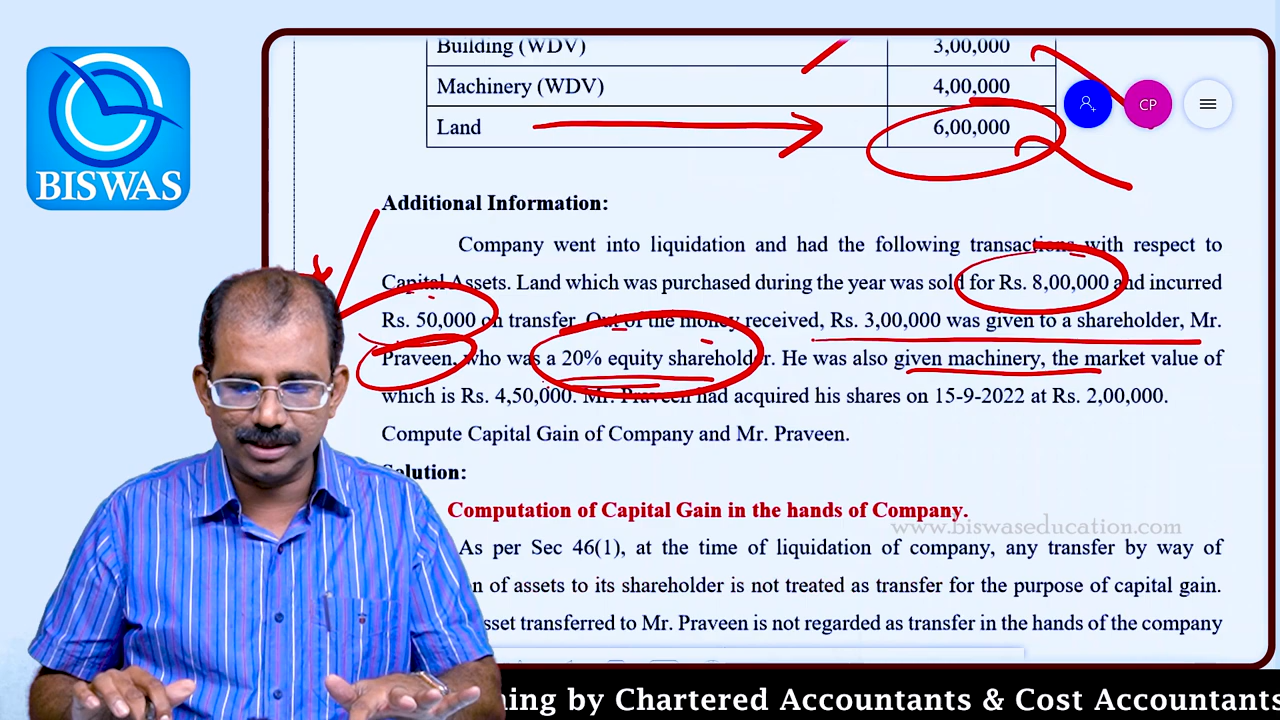 Building (WDV) 3,00,000
Machinery (WDV) 4,00,000
Land 6,00,000
CP
BISWAS
Additional Information:
Company went into liquidation and had the following transactions with respect to
Capital Assets. Land which was purchased during the year was sold for Rs. 8,00,000 and incurred
Rs. 50,000 on transfer. Out of the money received, Rs. 3,00,000 was given to a shareholder, Mr.
Praveen, who was a 20% equity shareholder. He was also given machinery, the market value of
which is Rs. 4,50,000. Mr. Praveen had acquired his shares on 15-9-2022 at Rs. 2,00,000.
Compute Capital Gain of Company and Mr. Praveen.
Solution:
Computation of Capital Gain in the hands of Company.
www.biswaseducation.com
As per Sec 46(1), at the time of liquidation of company, any transfer by way of
of assets to its shareholder is not treated as transfer for the purpose of capital gain.
transferred to Mr. Praveen is not regarded as transfer in the hands of the company
by Chartered Accountants & Cost Accountants